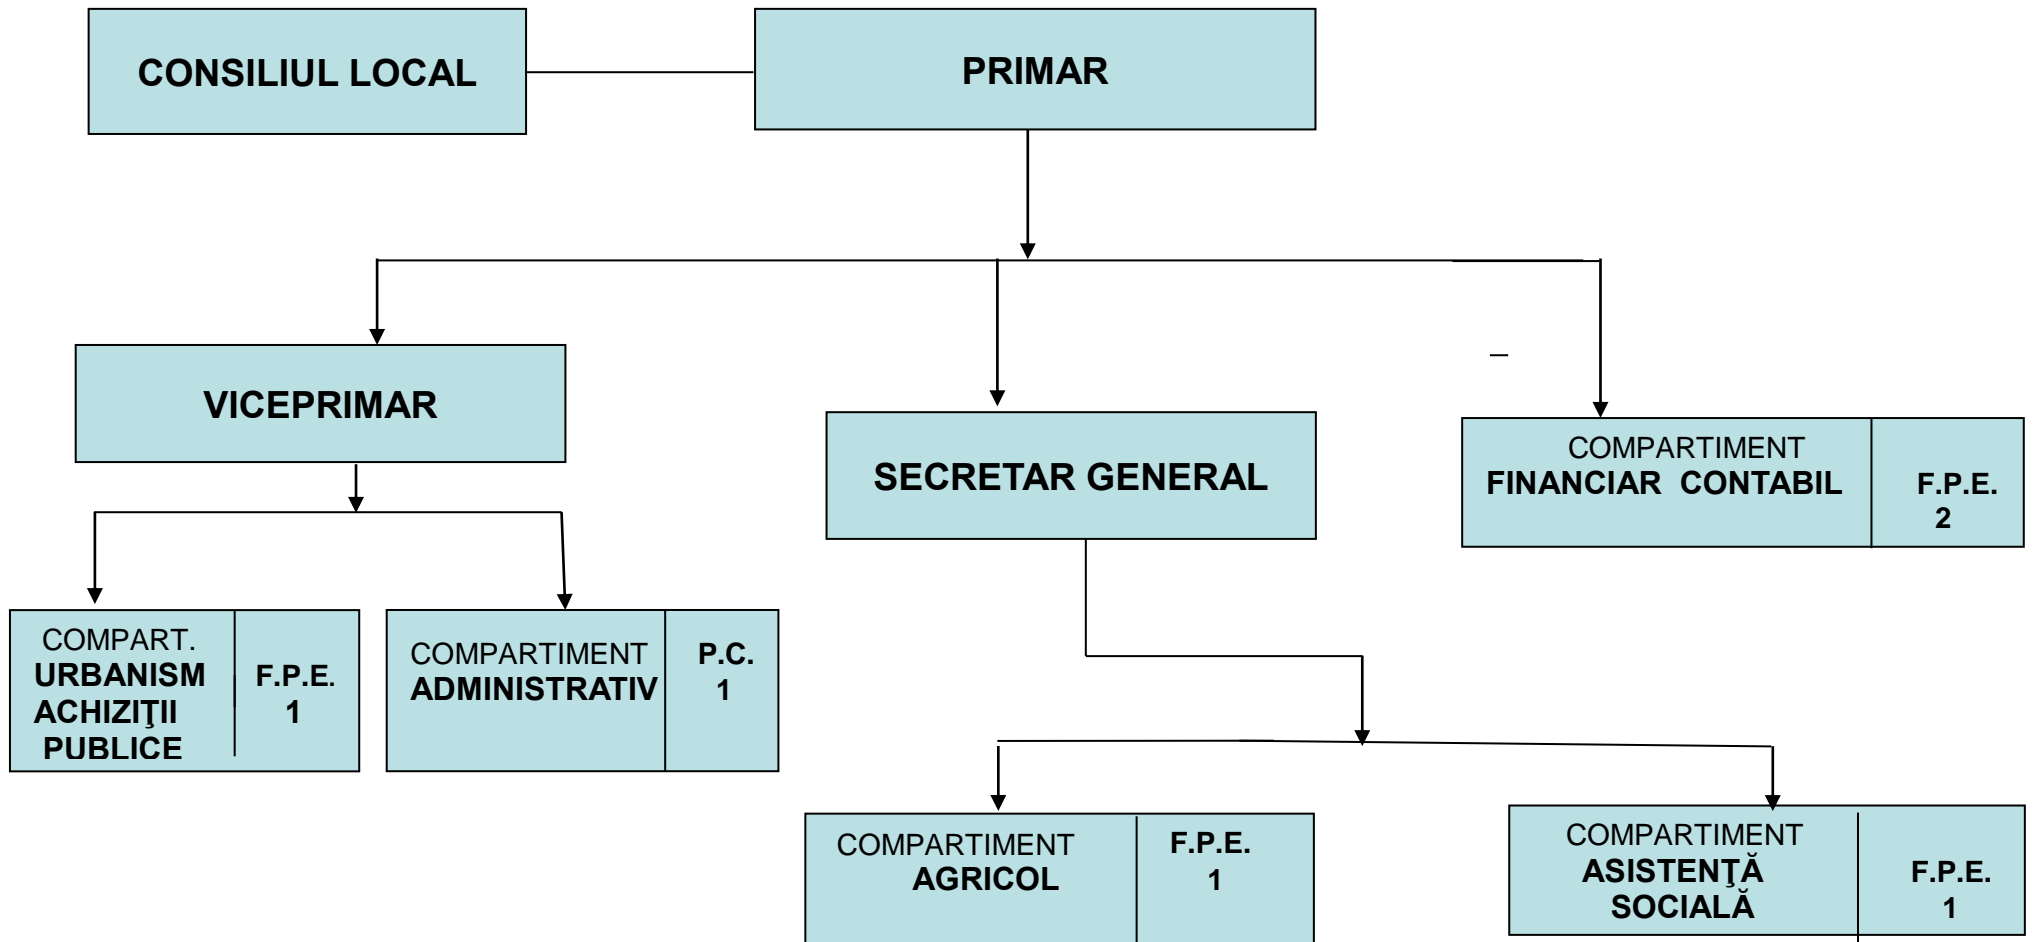 CONSILIUL LOCAL
PRIMAR
VICEPRIMAR
SECRETAR GENERAL
COMPARTIMENT
FINANCIAR CONTABIL
F.P.E.
2
COMPART.
URBANISM
ACHIZIŢII
PUBLICE
F.P.E.
1
COMPARTIMENT
ADMINISTRATIV
P.C.
1
COMPARTIMENT
AGRICOL
F.P.E.
1
COMPARTIMENT
ASISTENŢĂ
SOCIALĂ
F.P.E.
1